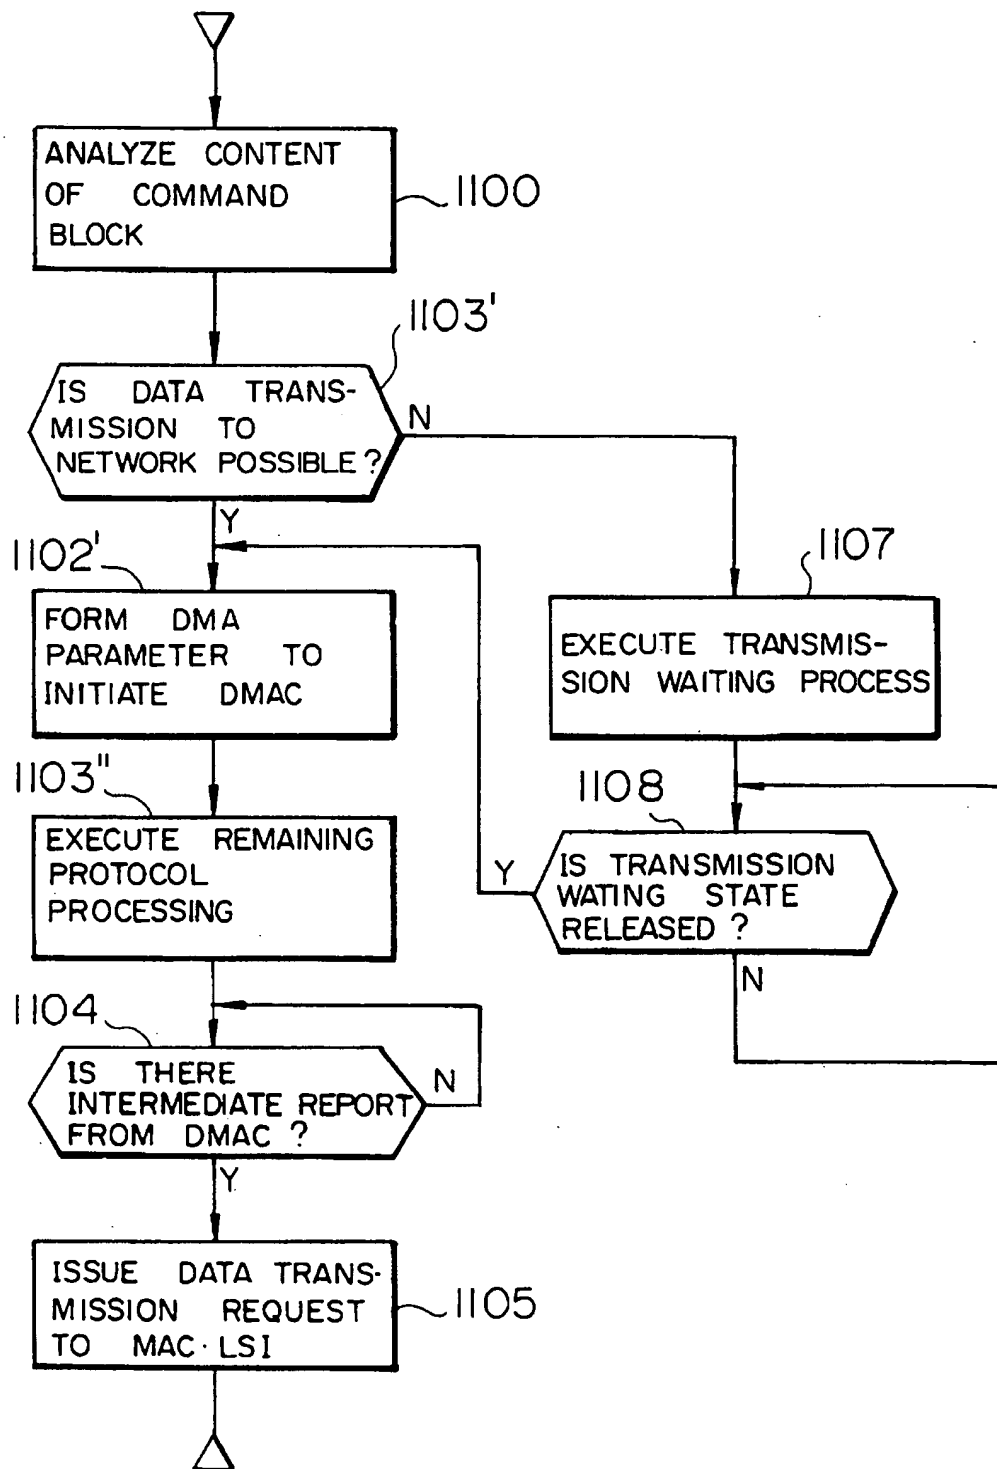 ANALYZE CONTENT
OF COMMAND
BLOCK
1100
1103'
IS DATA TRANS-
MISSION TO
NETWORK POSSIBLE?
N
Y
1102'
FORM DMA
PARAMETER TO
INITIATE DMAC
1107
EXECUTE TRANSMIS-
SION WAITING PROCESS
1103"
EXECUTE REMAINING
PROTOCOL
PROCESSING
1108
IS TRANSMISSION
WATING STATE
RELEASED ?
Y
N
1104
IS THERE
INTERMEDIATE REPORT
FROM DMAC ?
N
Y
ISSUE DATA TRANS-
MISSION REQUEST
TO MAC·LSI
1105